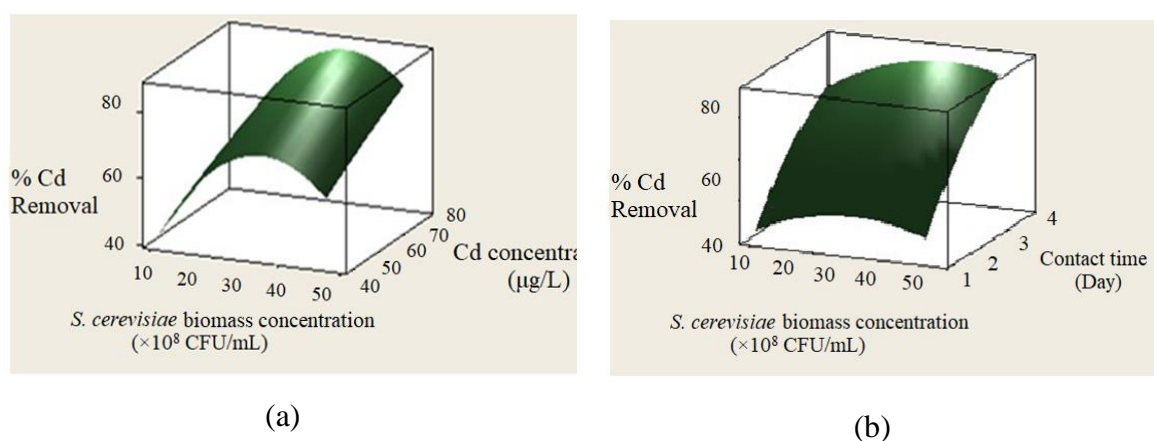 80
60
40
% Cd
Removal
10
20
30
40
50
40
50
60
70
80
Cd concentra
(µg/L)
S. cerevisiae biomass concentration
(×10⁸ CFU/mL)
(a)
80
60
40
% Cd
Removal
10
20
30
40
50
1
2
3
4
Contact time
(Day)
S. cerevisiae biomass concentration
(×10⁸ CFU/mL)
(b)